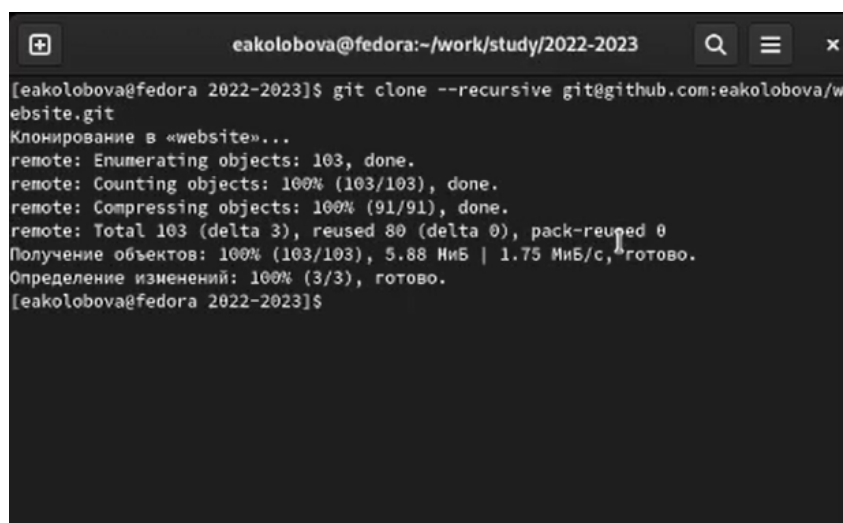 eakolobova@fedora:~/work/study/2022-2023
[eakolobova@fedora 2022-2023]$ git clone --recursive git@github.com:eakolobova/w
ebsite.git
Клонирование в «website»...
remote: Enumerating objects: 103, done.
remote: Counting objects: 100% (103/103), done.
remote: Compressing objects: 100% (91/91), done.
remote: Total 103 (delta 3), reused 80 (delta 0), pack-reused 0
Получение объектов: 100% (103/103), 5.88 МиБ | 1.75 МиБ/с, готово.
Определение изменений: 100% (3/3), готово.
[eakolobova@fedora 2022-2023]$